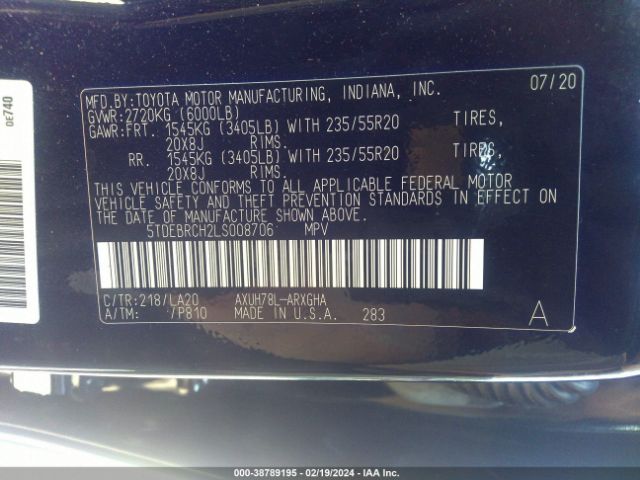 0E740
07/20
MFD.BY:TOYOTA MOTOR MANUFACTURING, INDIANA, INC.
GVWR:2720KG (6000LB)
GAWR:FRT. 1545KG (3405LB) WITH 235/55R20 TIRES,
20X8J RIMS.
RR. 1545KG (3405LB) WITH 235/55R20 TIRES,
20X8J RIMS.
THIS VEHICLE CONFORMS TO ALL APPLICABLE FEDERAL MOTOR
VEHICLE SAFETY AND THEFT PREVENTION STANDARDS IN EFFECT ON
THE DATE OF MANUFACTURE SHOWN ABOVE.
5TDEBRCH2LS008706 MPV
C/TR:218/LA20 AXUH78L-ARXGHA
A/TM: /P810 MADE IN U.S.A. 283
A
000-38789195 - 02/19/2024 - IAA Inc.